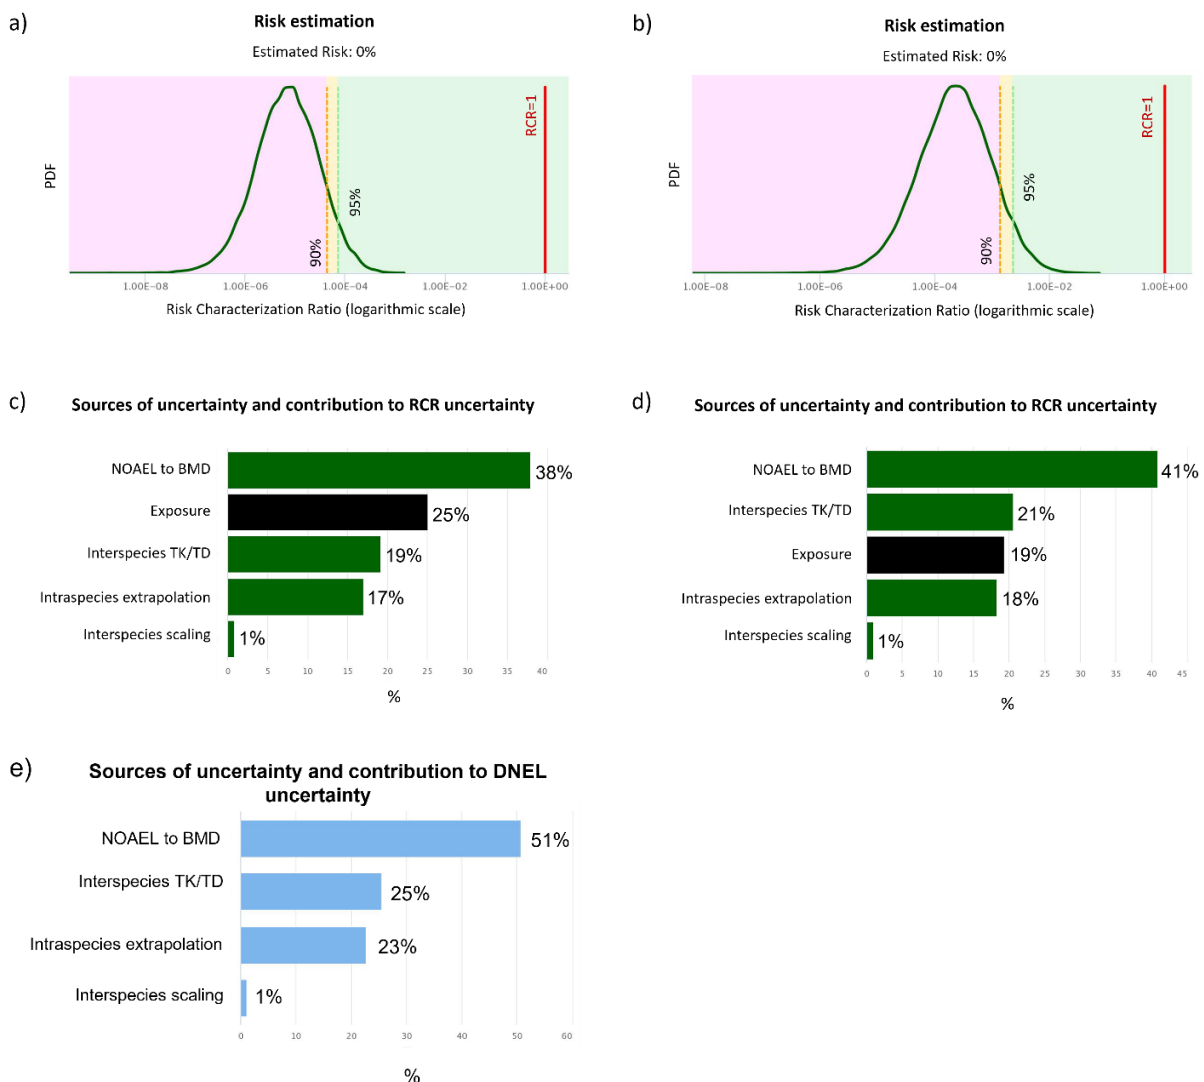 a)
Risk estimation
Estimated Risk: 0%
RCR=1
PDF
95%
90%
1.00E-08
1.00E-06
1.00E-04
1.00E-02
1.00E+00
Risk Characterization Ratio (logarithmic scale)
b)
Risk estimation
Estimated Risk: 0%
RCR=1
PDF
95%
90%
1.00E-08
1.00E-06
1.00E-04
1.00E-02
1.00E+00
Risk Characterization Ratio (logarithmic scale)
c)
Sources of uncertainty and contribution to RCR uncertainty
NOAEL to BMD
38%
Exposure
25%
Interspecies TK/TD
19%
Intraspecies extrapolation
17%
Interspecies scaling
1%
0 5 10 15 20 25 30 35 40
%
d)
Sources of uncertainty and contribution to RCR uncertainty
NOAEL to BMD
41%
Interspecies TK/TD
21%
Exposure
19%
Intraspecies extrapolation
18%
Interspecies scaling
1%
0 5 10 15 20 25 30 35 40 45
%
e)
Sources of uncertainty and contribution to DNEL
uncertainty
NOAEL to BMD
51%
Interspecies TK/TD
25%
Intraspecies extrapolation
23%
Interspecies scaling
1%
0 10 20 30 40 50 60
%